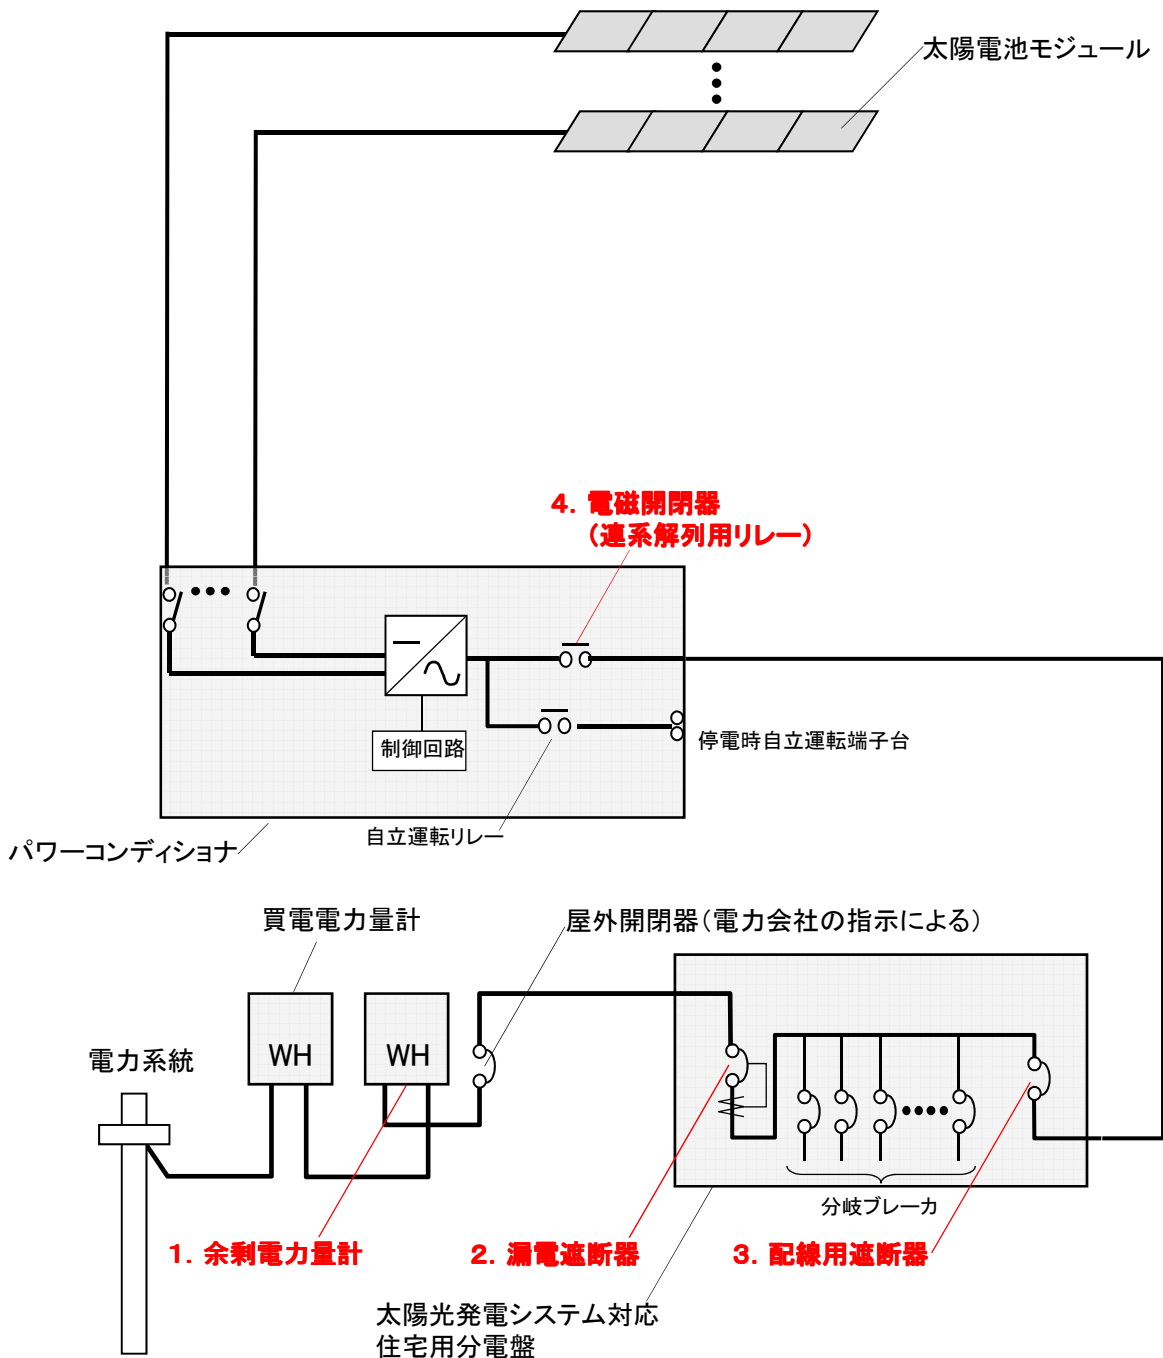 太陽電池モジュール
4. 電磁開閉器
（連系解列用リレー）
制御回路
停電時自立運転端子台
自立運転リレー
パワーコンディショナ
買電電力量計
屋外開閉器（電力会社の指示による）
電力系統
WH
WH
分岐ブレーカ
1. 余剰電力量計
2. 漏電遮断器
3. 配線用遮断器
太陽光発電システム対応
住宅用分電盤